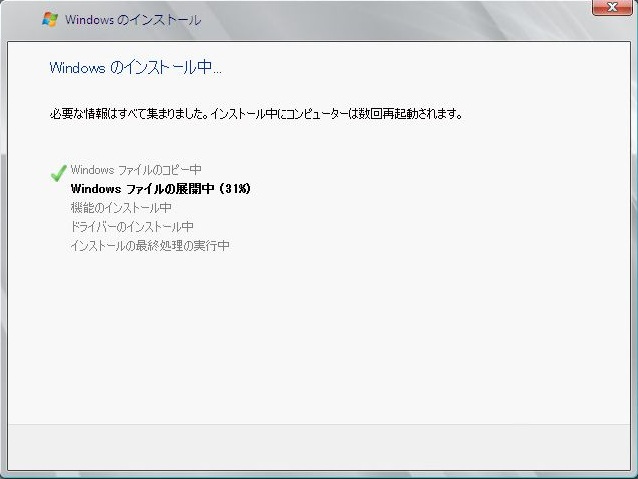 Windows のインストール
Windows のインストール中...
必要な情報はすべて集まりました。インストール中にコンピューターは数回再起動されます。
Windows ファイルのコピー中
Windows ファイルの展開中 (31%)
機能のインストール中
ドライバーのインストール中
インストールの最終処理の実行中